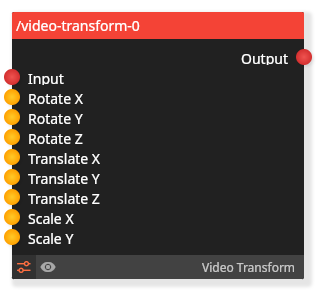 /video-transform-0
Output
Input
Rotate X
Rotate Y
Rotate Z
Translate X
Translate Y
Translate Z
Scale X
Scale Y
Video Transform